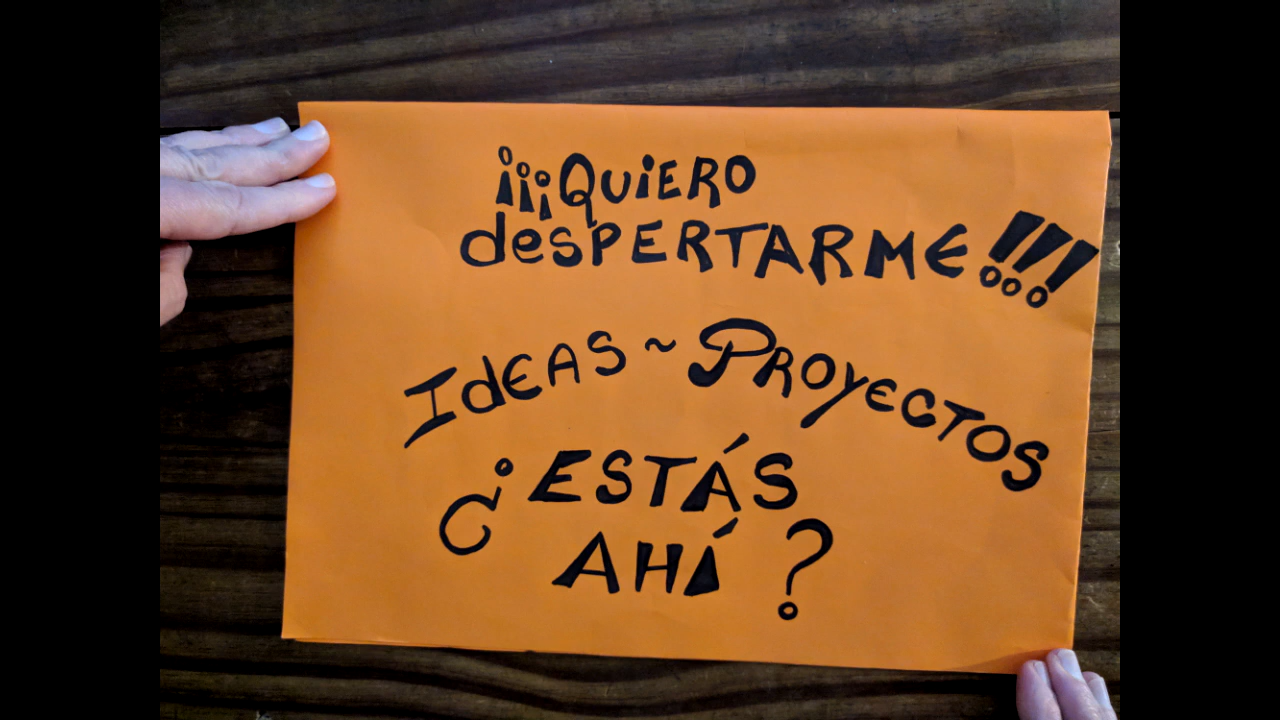 ¡¡¡QUiERO
desPERTARME!!!
IdEAS ~ PROyECTOS
¿ESTÁS
AHÍ?